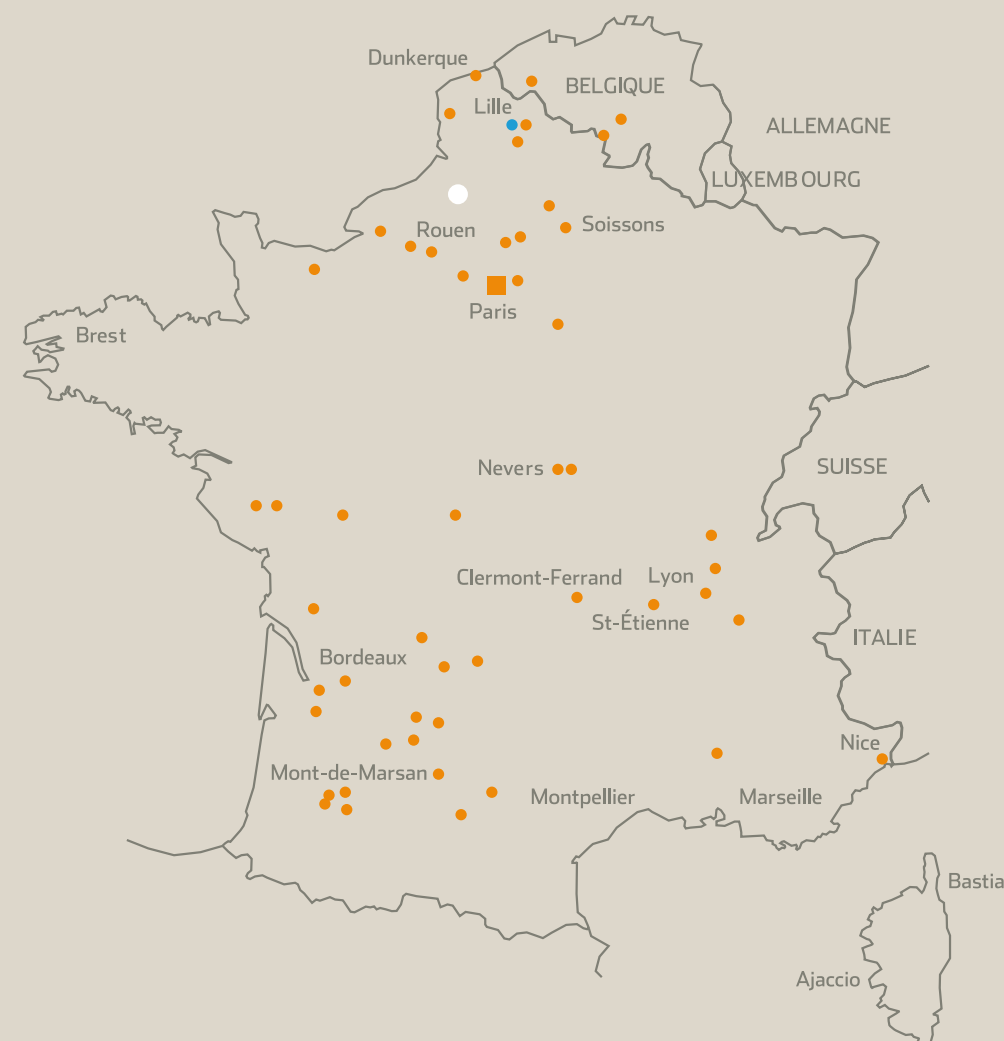 Dunkerque
BELGIQUE
Lille
ALLEMAGNE
LUXEMBOURG
Rouen
Soissons
Paris
Brest
Nevers
SUISSE
Clermont-Ferrand
Lyon
St-Étienne
ITALIE
Bordeaux
Nice
Mont-de-Marsan
Montpellier
Marseille
Bastia
Ajaccio